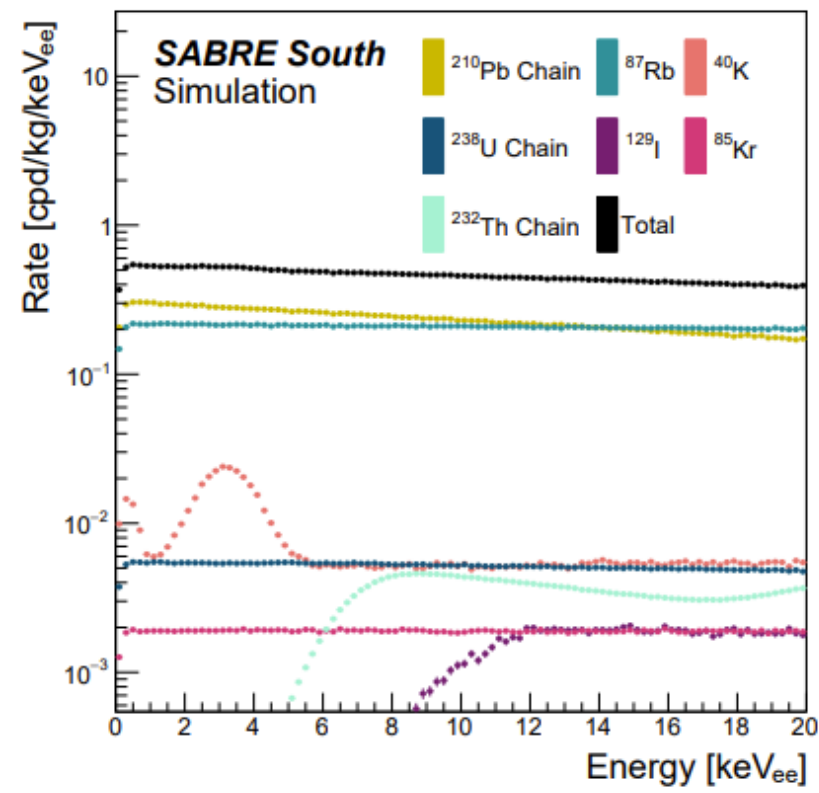 SABRE South
Simulation
²¹⁰Pb Chain
⁸⁷Rb
⁴⁰K
²³⁸U Chain
¹²⁹I
⁸⁵Kr
²³²Th Chain
Total
Rate [cpd/kg/keVₑₑ]
10
1
10⁻¹
10⁻²
10⁻³
0 2 4 6 8 10 12 14 16 18 20
Energy [keVₑₑ]